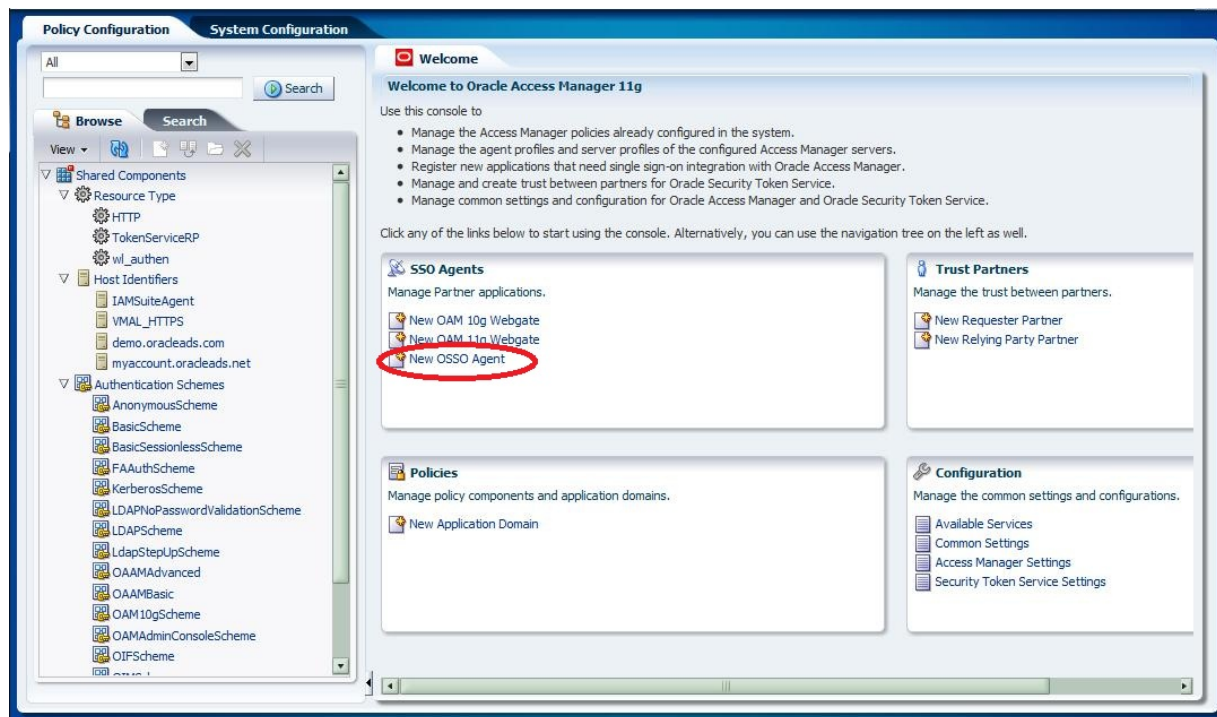 Policy Configuration
System Configuration
All
Search
Browse
Search
View
Shared Components
Resource Type
HTTP
TokenServiceRP
wl_authen
Host Identifiers
IAMSuiteAgent
VMAL_HTTPS
demo.oracleads.com
myaccount.oracleads.net
Authentication Schemes
AnonymousScheme
BasicScheme
BasicSessionlessScheme
FAAuthScheme
KerberosScheme
LDAPNoPasswordValidationScheme
LDAPScheme
LdapStepUpScheme
OAAMAdvanced
OAAMBasic
OAM10gScheme
OAMAdminConsoleScheme
OIFScheme
Welcome
Welcome to Oracle Access Manager 11g
Use this console to
• Manage the Access Manager policies already configured in the system.
• Manage the agent profiles and server profiles of the configured Access Manager servers.
• Register new applications that need single sign-on integration with Oracle Access Manager.
• Manage and create trust between partners for Oracle Security Token Service.
• Manage common settings and configuration for Oracle Access Manager and Oracle Security Token Service.
Click any of the links below to start using the console. Alternatively, you can use the navigation tree on the left as well.
SSO Agents
Manage Partner applications.
New OAM 10g Webgate
New OAM 11g Webgate
New OSSO Agent
Trust Partners
Manage the trust between partners.
New Requester Partner
New Relying Party Partner
Policies
Manage policy components and application domains.
New Application Domain
Configuration
Manage the common settings and configurations.
Available Services
Common Settings
Access Manager Settings
Security Token Service Settings